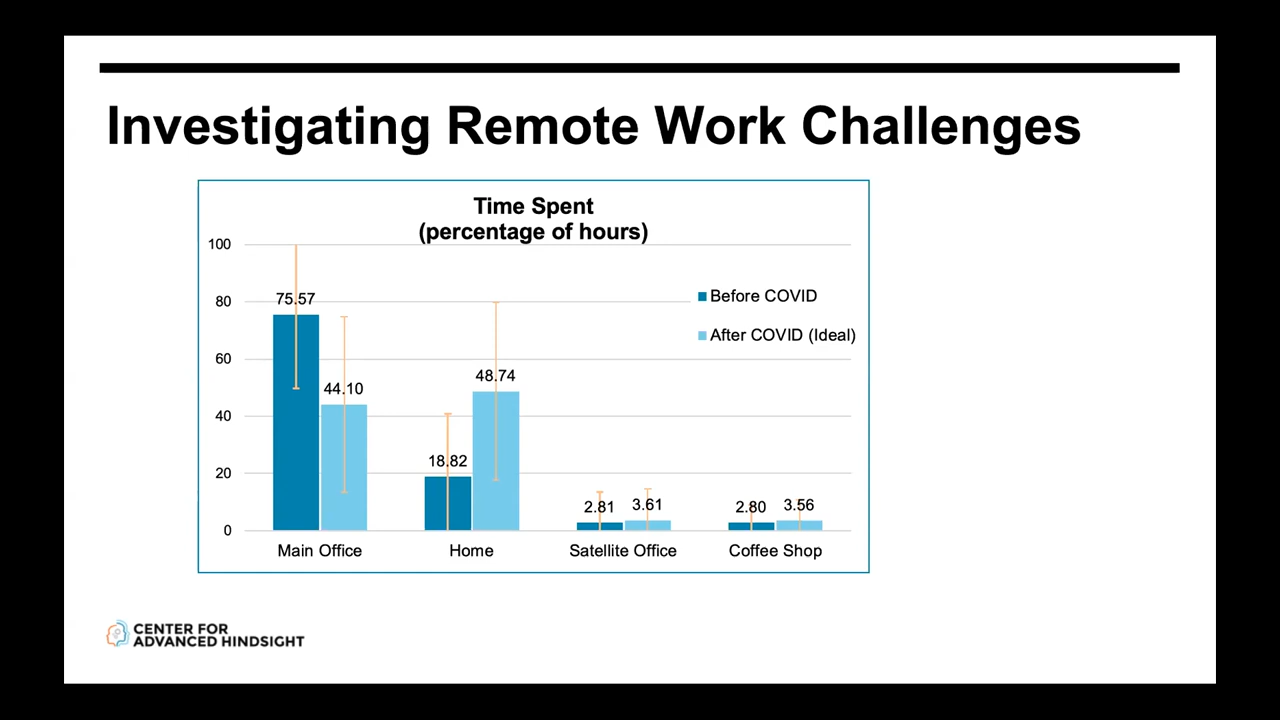 Investigating Remote Work Challenges
Time Spent
(percentage of hours)
100
80
60
40
20
0
75.57
44.10
18.82
48.74
2.81
3.61
2.80
3.56
Before COVID
After COVID (Ideal)
Main Office
Home
Satellite Office
Coffee Shop
CENTER FOR
ADVANCED HINDSIGHT